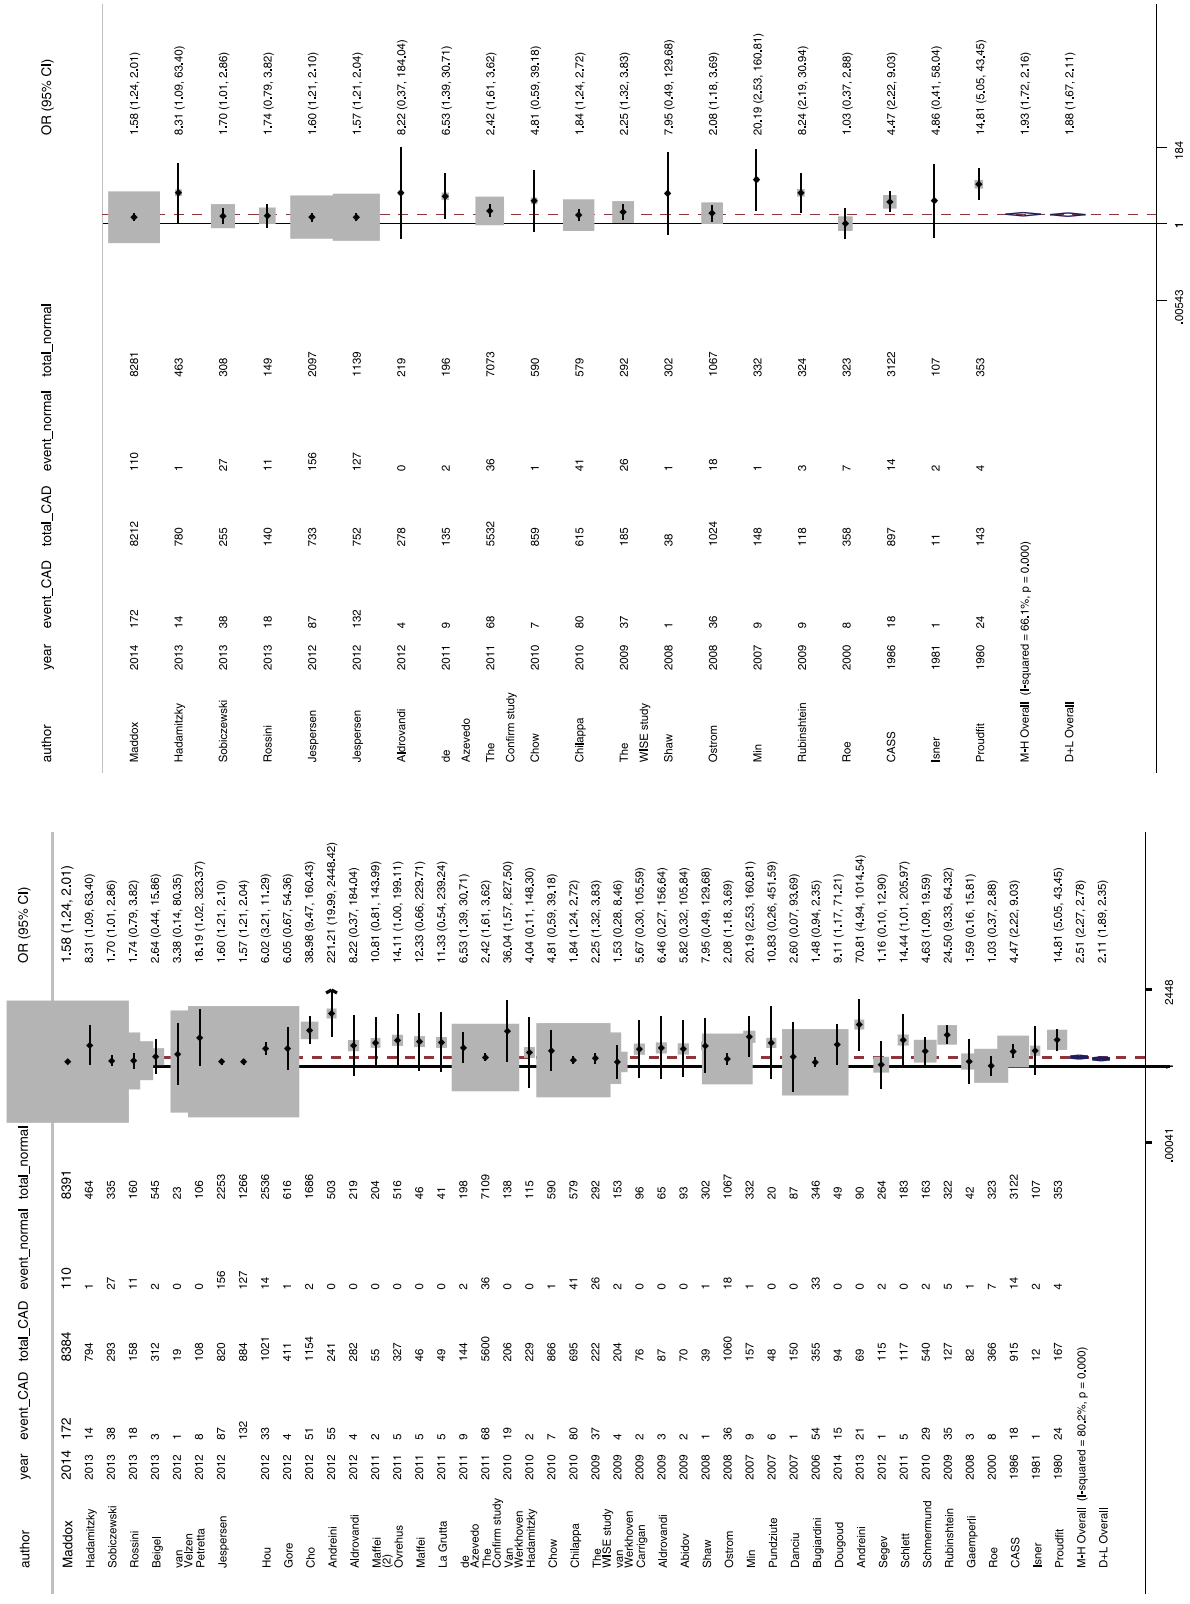 author year event_CAD total_CAD event_normal total_normal OR (95% CI)
Maddox 2014 172 8384 110 8391 1.58 (1.24, 2.01)
Hadamitzky 2013 14 794 1 464 8.31 (1.09, 63.40)
Sobiczewski 2013 38 293 27 335 1.70 (1.01, 2.86)
Rossini 2013 18 158 11 160 1.74 (0.79, 3.82)
Beigel 2013 3 312 2 545 2.64 (0.44, 15.86)
van 2012 1 19 0 23 3.38 (0.14, 80.35)
Velzen
Petretta 2012 8 108 0 106 18.19 (1.02, 323.37)
Jespersen 2012 87 820 156 2253 1.60 (1.21, 2.10)
132 884 127 1266 1.57 (1.21, 2.04)
Hou 2012 33 1021 14 2536 6.02 (3.21, 11.29)
Gore 2012 4 411 1 616 6.05 (0.67, 54.36)
Cho 2012 51 1154 2 1686 38.98 (9.47, 160.43)
Andreini 2012 55 241 0 503 221.21 (19.99, 2448.42)
Aldrovandi 2012 4 282 0 219 8.22 (0.37, 184.04)
Maffei 2011 2 55 0 204 10.81 (0.81, 143.99)
(2)
Ovrehus 2011 5 327 0 516 14.11 (1.00, 199.11)
Maffei 2011 5 46 0 46 12.33 (0.66, 229.71)
La Grutta 2011 5 49 0 41 11.33 (0.54, 239.24)
de 2011 9 144 2 198 6.53 (1.39, 30.71)
Azevedo
The 2011 68 5600 36 7109 2.42 (1.61, 3.62)
Confirm study
Van 2010 19 206 0 138 36.04 (1.57, 827.50)
Werkhoven
Hadamitzky 2010 2 229 0 115 4.04 (0.11, 148.30)
Chow 2010 7 866 1 590 4.81 (0.59, 39.18)
Chilappa 2010 80 695 41 579 1.84 (1.24, 2.72)
The 2009 37 222 26 292 2.25 (1.32, 3.83)
WISE study
van 2009 4 204 2 153 1.53 (0.28, 8.46)
Werkhoven
Carrigan 2009 2 76 0 96 5.67 (0.30, 105.59)
Aldrovandi 2009 3 87 0 65 6.46 (0.27, 156.64)
Abidov 2009 2 70 0 93 5.82 (0.32, 105.84)
Shaw 2008 1 39 1 302 7.95 (0.49, 129.68)
Ostrom 2008 36 1060 18 1067 2.08 (1.18, 3.69)
Min 2007 9 157 1 332 20.19 (2.53, 160.81)
Pundziute 2007 6 48 0 20 10.83 (0.26, 451.59)
Danciu 2007 1 150 0 87 2.60 (0.07, 93.69)
Bugiardini 2006 54 355 33 346 1.48 (0.94, 2.35)
Dougoud 2014 15 94 0 49 9.11 (1.17, 71.21)
Andreini 2013 21 69 0 90 70.81 (4.94, 1014.54)
Segev 2012 1 115 2 264 1.16 (0.10, 12.90)
Schlett 2011 5 117 0 183 14.44 (1.01, 205.97)
Schmermund 2010 29 540 2 163 4.63 (1.09, 19.59)
Rubinshtein 2009 35 127 5 322 24.50 (9.33, 64.32)
Gaemperli 2008 3 82 1 42 1.59 (0.16, 15.81)
Roe 2000 8 366 7 323 1.03 (0.37, 2.88)
CASS 1986 18 915 14 3122 4.47 (2.22, 9.03)
Isner 1981 1 12 2 107
Proudfit 1980 24 167 4 353 14.81 (5.05, 43.45)
M-H Overall (I-squared = 80.2%, p = 0.000) 2.51 (2.27, 2.78)
D+L Overall 2.11 (1.89, 2.35)
.00041 2448
author year event_CAD total_CAD event_normal total_normal OR (95% CI)
Maddox 2014 172 8212 110 8281 1.58 (1.24, 2.01)
Hadamitzky 2013 14 780 1 463 8.31 (1.09, 63.40)
Sobiczewski 2013 38 255 27 308 1.70 (1.01, 2.86)
Rossini 2013 18 140 11 149 1.74 (0.79, 3.82)
Jespersen 2012 87 733 156 2097 1.60 (1.21, 2.10)
Jespersen 2012 132 752 127 1139 1.57 (1.21, 2.04)
Aldrovandi 2012 4 278 0 219 8.22 (0.37, 184.04)
de 2011 9 135 2 196 6.53 (1.39, 30.71)
Azevedo
The 2011 68 5532 36 7073 2.42 (1.61, 3.62)
Confirm study
Chow 2010 7 859 1 590 4.81 (0.59, 39.18)
Chilappa 2010 80 615 41 579 1.84 (1.24, 2.72)
The 2009 37 185 26 292 2.25 (1.32, 3.83)
WISE study
Shaw 2008 1 38 1 302 7.95 (0.49, 129.68)
Ostrom 2008 36 1024 18 1067 2.08 (1.18, 3.69)
Min 2007 9 148 1 332 20.19 (2.53, 160.81)
Rubinshtein 2009 9 118 3 324 8.24 (2.19, 30.94)
Roe 2000 8 358 7 323 1.03 (0.37, 2.88)
CASS 1986 18 897 14 3122 4.47 (2.22, 9.03)
Isner 1981 1 11 2 107 4.86 (0.41, 58.04)
Proudfit 1980 24 143 4 353 14.81 (5.05, 43.45)
M-H Overall (I-squared = 66.1%, p = 0.000) 1.93 (1.72, 2.16)
D+L Overall 1.88 (1.67, 2.11)
.00543 1 184